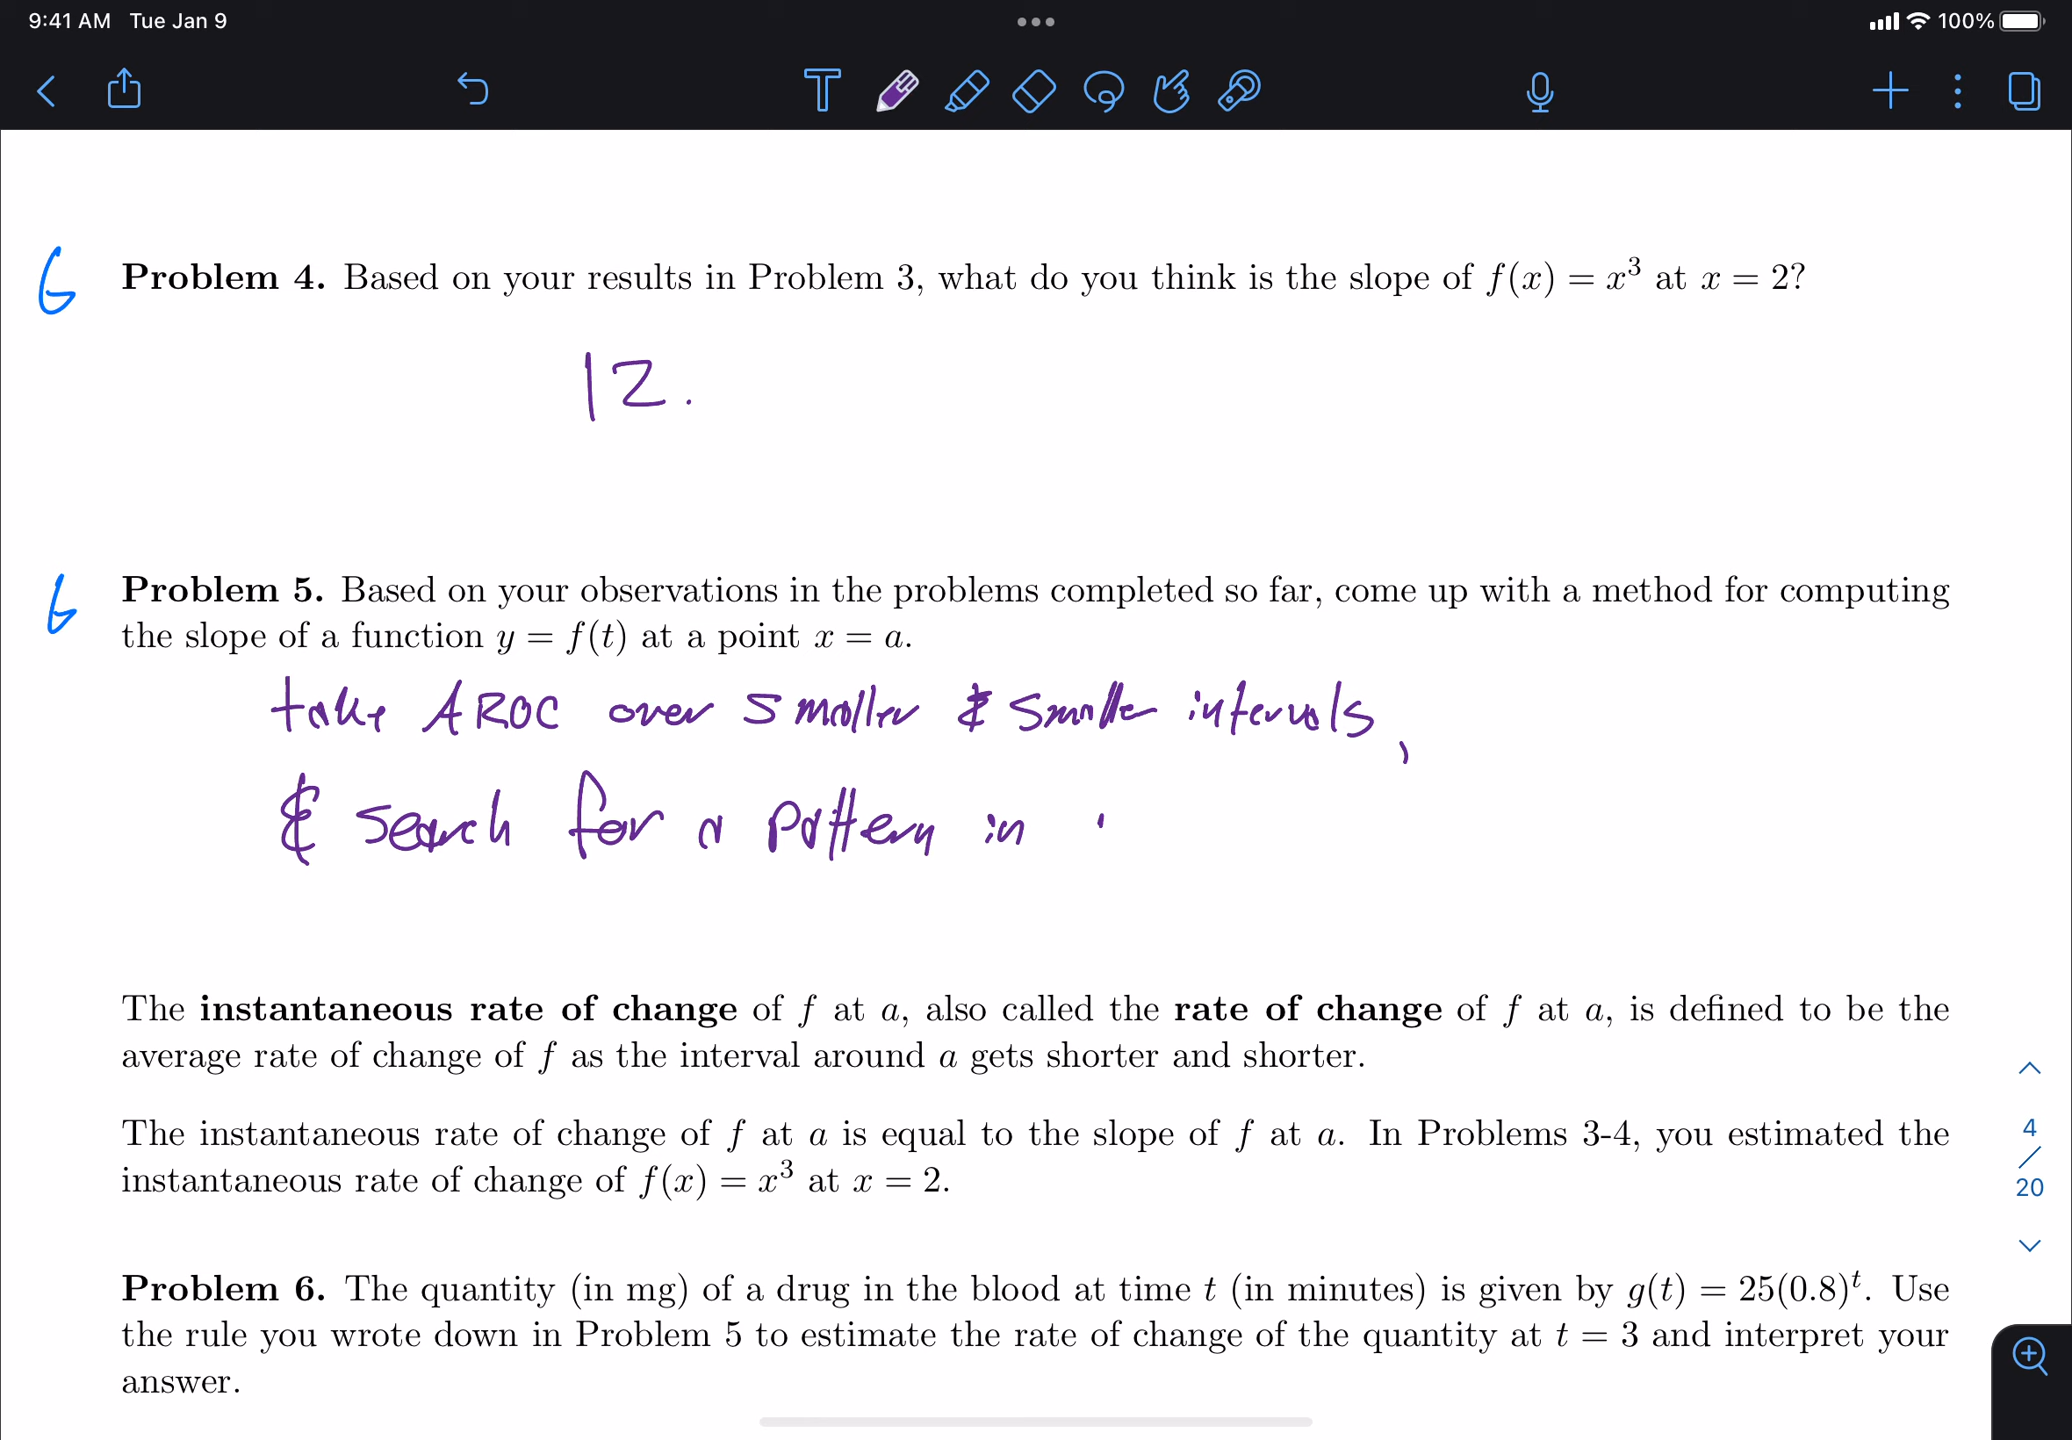 9:41 AM Tue Jan 9
100%
T
6 Problem 4. Based on your results in Problem 3, what do you think is the slope of f(x) = x³ at x = 2?
12.
6 Problem 5. Based on your observations in the problems completed so far, come up with a method for computing
the slope of a function y = f(t) at a point x = a.
take AROC over smaller & smaller intervals,
& search for a pattern in
The instantaneous rate of change of f at a, also called the rate of change of f at a, is defined to be the
average rate of change of f as the interval around a gets shorter and shorter.
The instantaneous rate of change of f at a is equal to the slope of f at a. In Problems 3-4, you estimated the
instantaneous rate of change of f(x) = x³ at x = 2.
4
/
20
Problem 6. The quantity (in mg) of a drug in the blood at time t (in minutes) is given by g(t) = 25(0.8)ᵗ. Use
the rule you wrote down in Problem 5 to estimate the rate of change of the quantity at t = 3 and interpret your
answer.